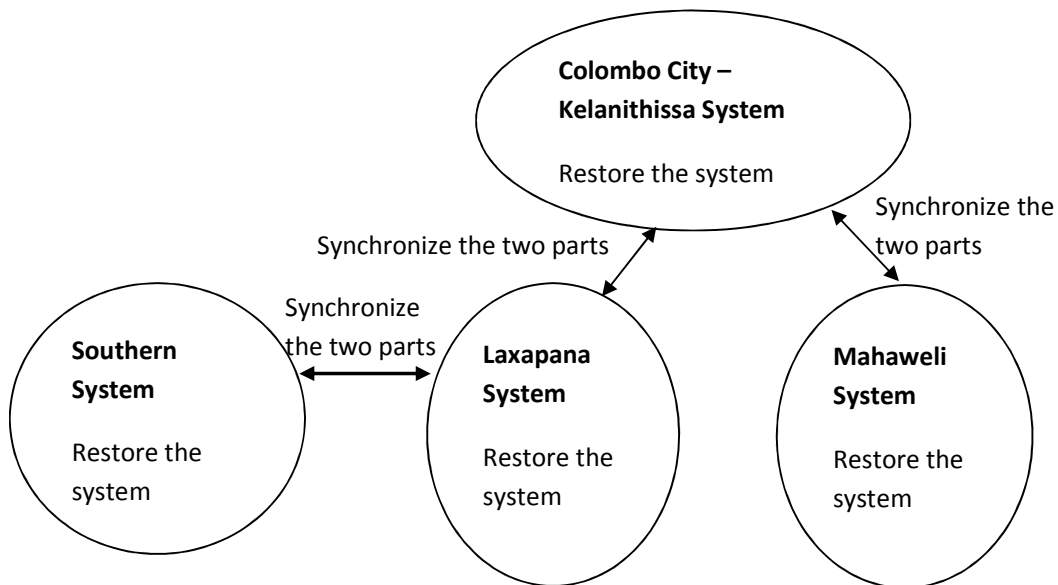 Colombo City –
Kelanithissa System
Restore the system
Synchronize the
two parts
Synchronize the two parts
Synchronize
the two parts
Southern
System
Restore the
system
Laxapana
System
Restore the
system
Mahaweli
System
Restore the
system